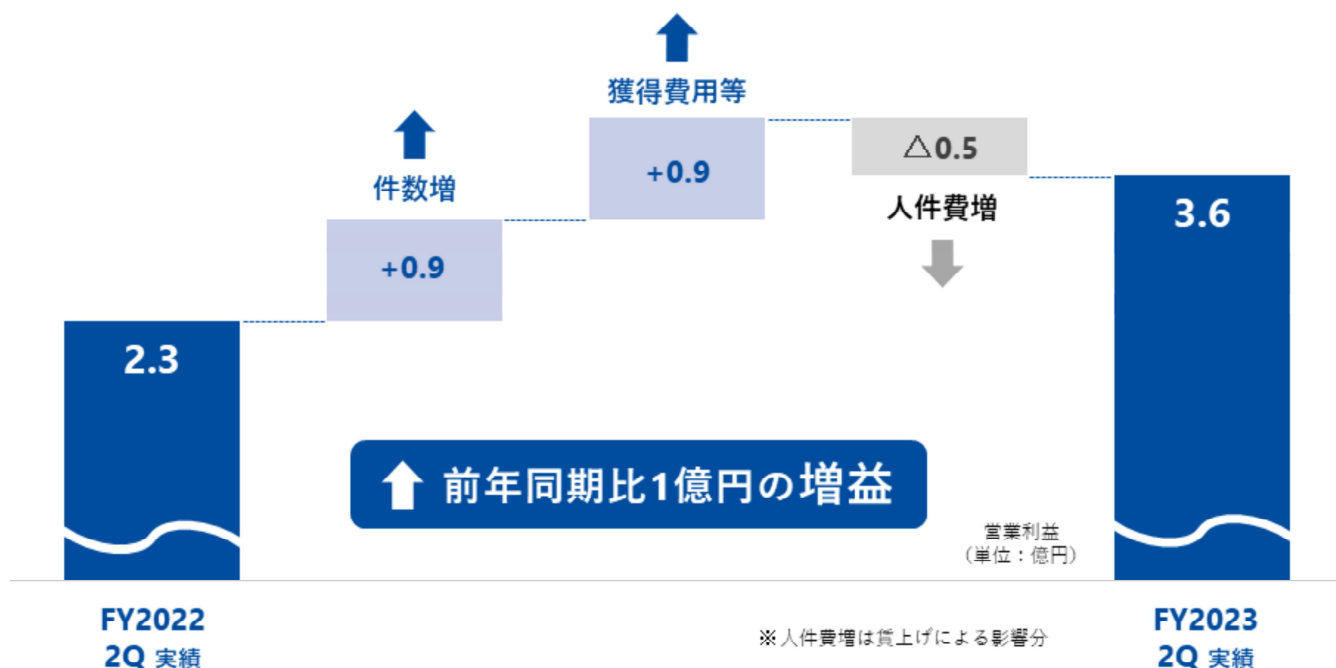 獲得費用等
+0.9
△0.5
人件費増
件数増
+0.9
2.3
3.6
前年同期比1億円の増益
営業利益
(単位：億円)
FY2022
2Q 実績
※人件費増は賃上げによる影響分
FY2023
2Q 実績